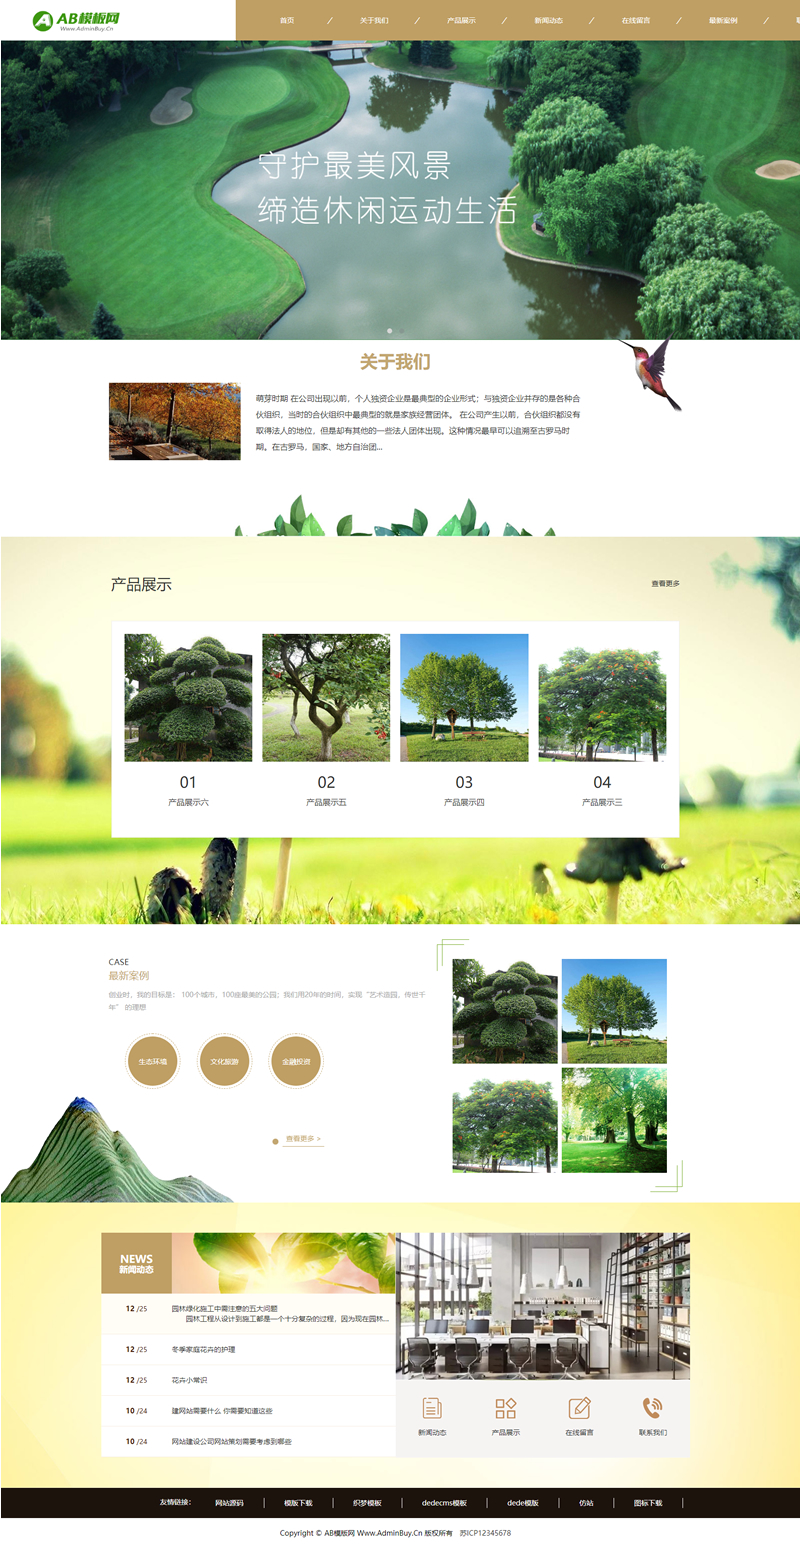 AB模板网
Www.AdminBuy.Cn
首页 / 关于我们 / 产品展示 / 新闻动态 / 在线留言 / 最新案例 /
守护最美风景
缔造休闲运动生活
关于我们
萌芽时期 在公司出现以前，个人独资企业是最典型的企业形式；与独资企业并存的是各种合
伙组织，当时的合伙组织中最典型的就是家族经营团体。 在公司产生以前，合伙组织都没有
取得法人的地位，但是却有其他的一些法人团体出现。这种情况最早可以追溯至古罗马时
期。在古罗马，国家、地方自治团...
产品展示
查看更多
01 02 03 04
产品展示六 产品展示五 产品展示四 产品展示三
CASE
最新案例
创业时，我的目标是： 100个城市，100座最美的公园；我们用20年的时间，实现“艺术造园，传世千
年” 的理想
生态环境 文化旅游 金融投资
查看更多 >
NEWS
新闻动态
12 /25 园林绿化施工中需注意的五大问题
园林工程从设计到施工都是一个十分复杂的过程，因为现在园林...
12 /25 冬季家庭花卉的护理
12 /25 花卉小常识
10 /24 建网站需要什么 你需要知道这些
10 /24 网站建设公司网站策划需要考虑到哪些
新闻动态 产品展示 在线留言 联系我们
友情链接： 网站源码 | 模版下载 | 织梦模板 | dedecms模板 | dede模版 | 仿站 | 图标下载 |
Copyright © AB模版网 Www.AdminBuy.Cn 版权所有 苏ICP12345678